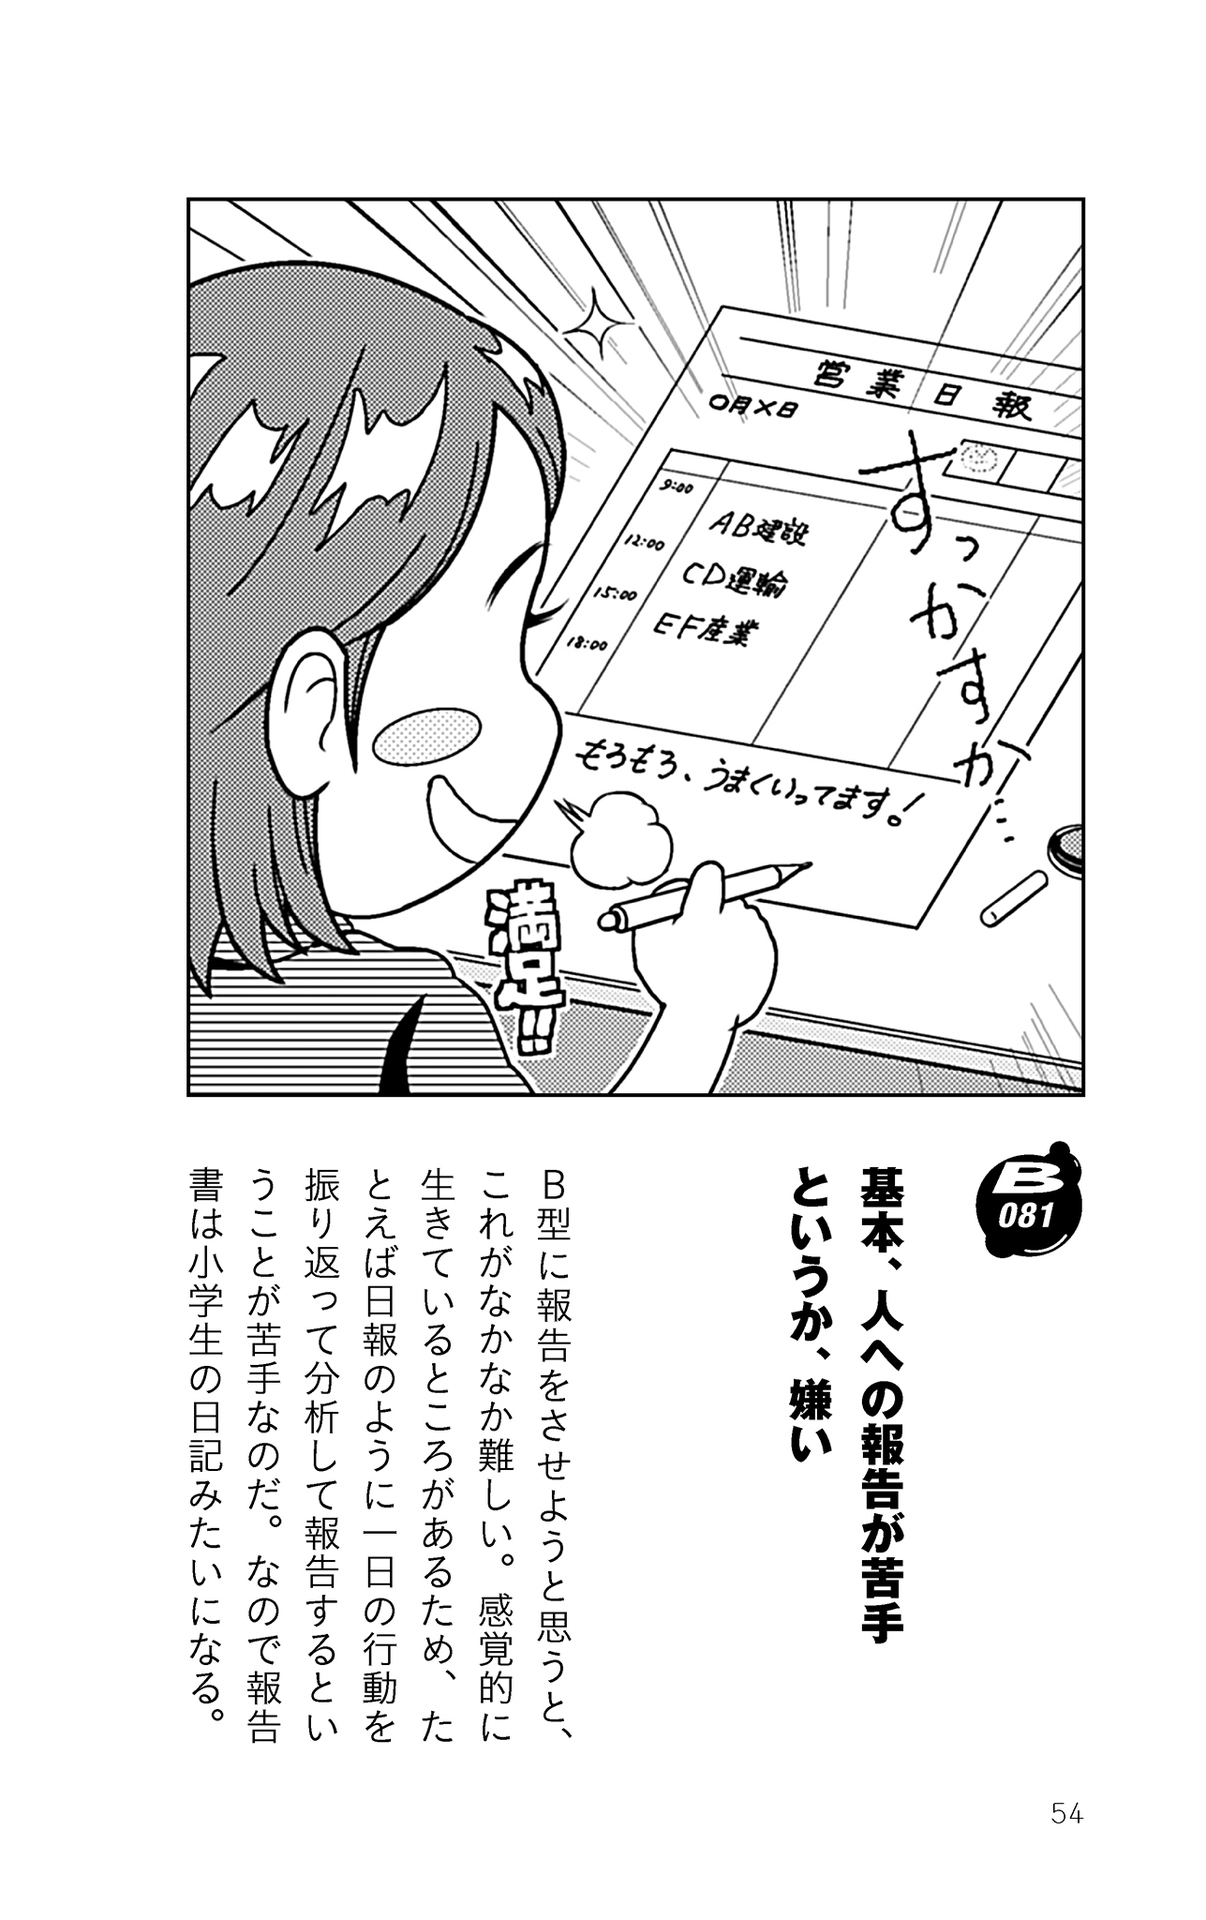 営業日報
〇月×日
9:00
AB建設
12:00
CD運輸
15:00
EF産業
18:00
すっかすか…
もろもろ、うまくいってます!
満足!!
B
081
基本、人への報告が苦手
というか、嫌い
B型に報告をさせようと思うと、
これがなかなか難しい。感覚的に
生きているところがあるため、た
とえば日報のように一日の行動を
振り返って分析して報告するとい
うことが苦手なのだ。なので報告
書は小学生の日記みたいになる。
54